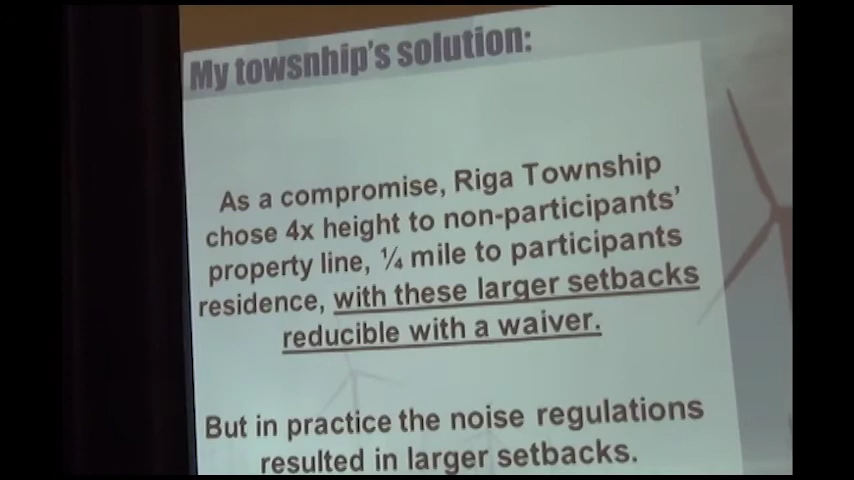 My towsnhip's solution:
As a compromise, Riga Township
chose 4x height to non-participants'
property line, ¼ mile to participants
residence, with these larger setbacks
reducible with a waiver.
But in practice the noise regulations
resulted in larger setbacks.